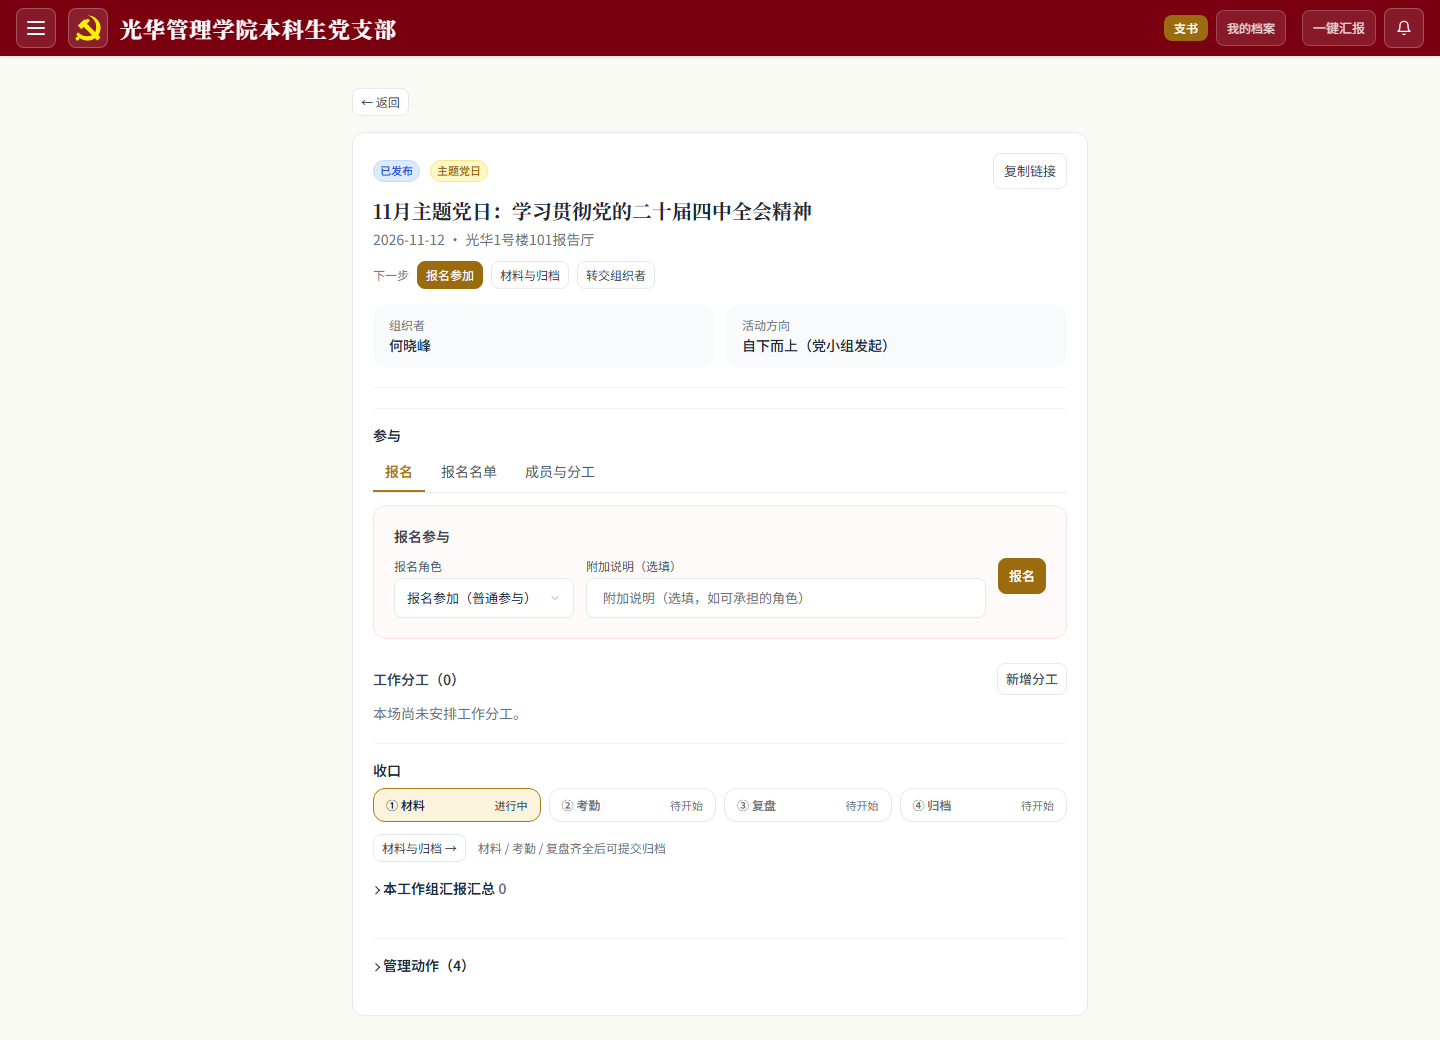 光华管理学院本科生党支部
支书
我的档案
一键汇报
← 返回
已发布
主题党日
复制链接
11月主题党日：学习贯彻党的二十届四中全会精神
2026-11-12 · 光华1号楼101报告厅
下一步
报名参加
材料与归档
转交组织者
组织者
何晓峰
活动方向
自下而上（党小组发起）
参与
报名
报名名单
成员与分工
报名参与
报名角色
附加说明（选填）
报名参加（普通参与）
附加说明（选填，如可承担的角色）
报名
工作分工（0）
新增分工
本场尚未安排工作分工。
收口
① 材料
进行中
② 考勤
待开始
③ 复盘
待开始
④ 归档
待开始
材料与归档 →
材料 / 考勤 / 复盘齐全后可提交归档
本工作组汇报汇总 0
管理动作（4）